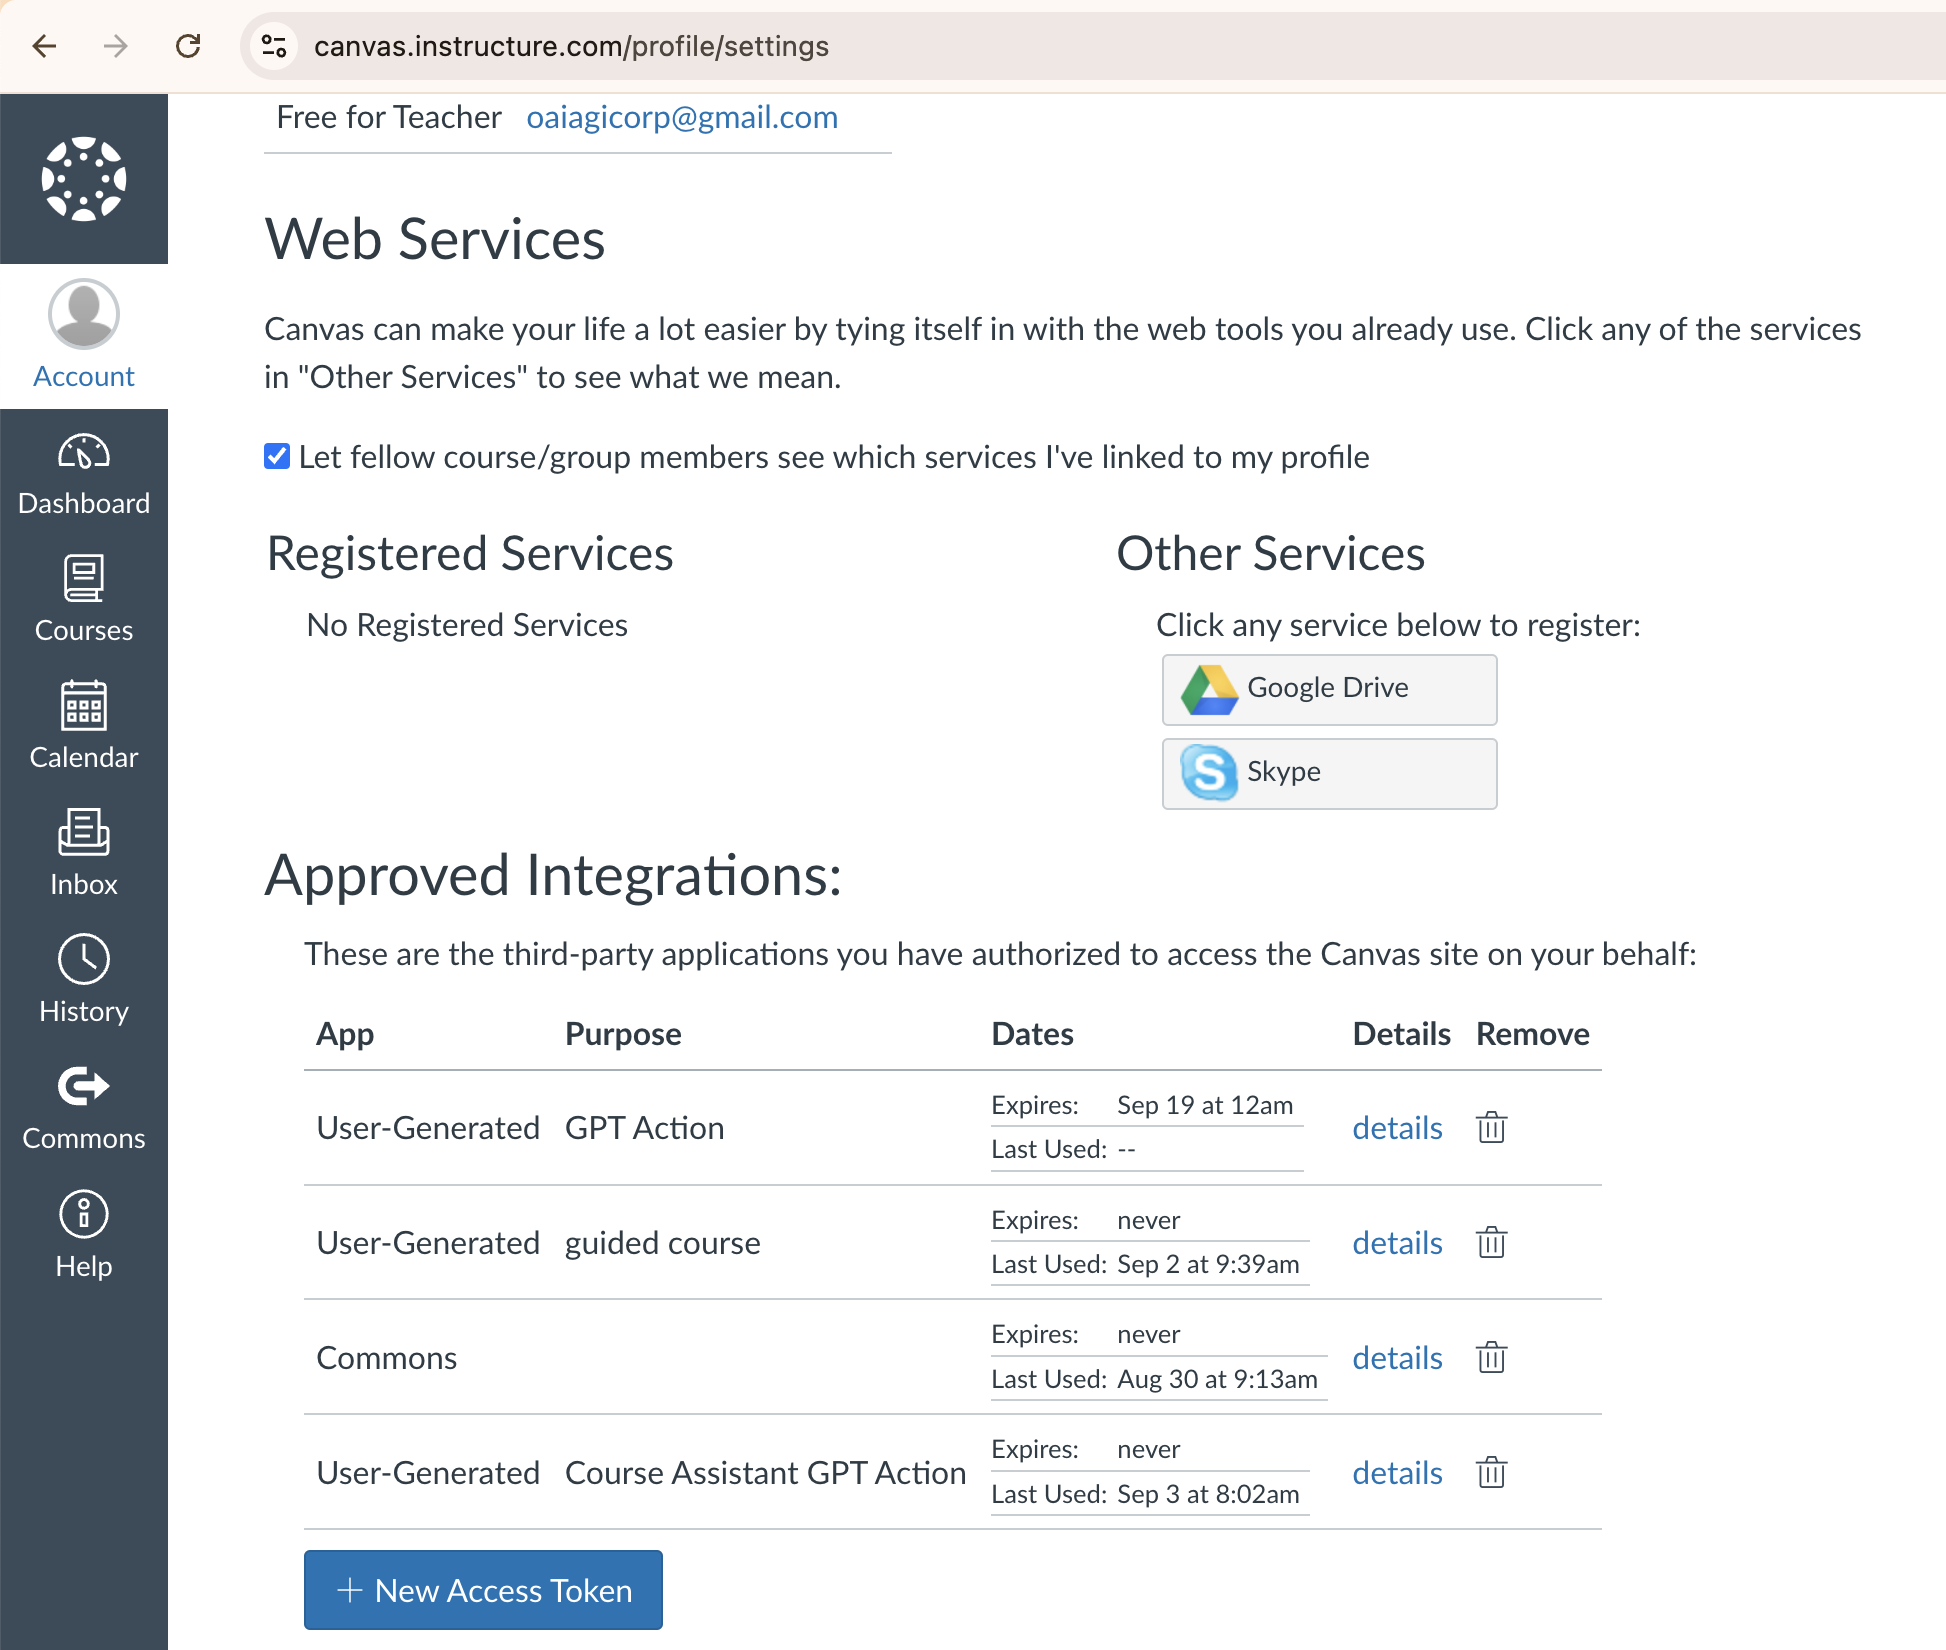 canvas.instructure.com/profile/settings
Free for Teacher oaiagicorp@gmail.com
Account
Dashboard
Courses
Calendar
Inbox
History
Commons
Help
Web Services
Canvas can make your life a lot easier by tying itself in with the web tools you already use. Click any of the services
in "Other Services" to see what we mean.
Let fellow course/group members see which services I've linked to my profile
Registered Services
No Registered Services
Other Services
Click any service below to register:
Google Drive
Skype
Approved Integrations:
These are the third-party applications you have authorized to access the Canvas site on your behalf:
App Purpose Dates Details Remove
User-Generated GPT Action Expires: Sep 19 at 12am details
Last Used: --
User-Generated guided course Expires: never details
Last Used: Sep 2 at 9:39am
Commons Expires: never details
Last Used: Aug 30 at 9:13am
User-Generated Course Assistant GPT Action Expires: never details
Last Used: Sep 3 at 8:02am
+ New Access Token